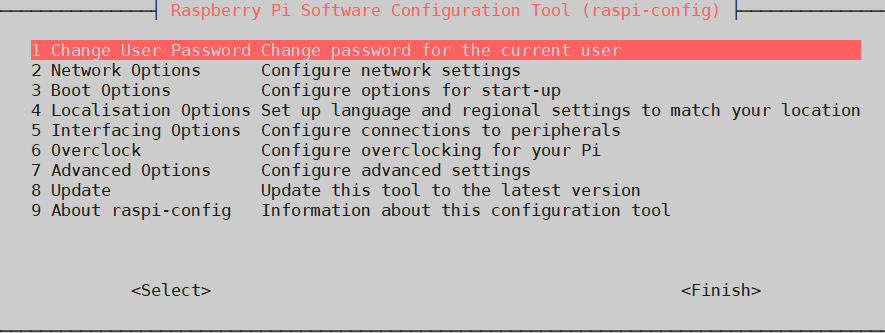 Raspberry Pi Software Configuration Tool (raspi-config)
1 Change User Password Change password for the current user
2 Network Options Configure network settings
3 Boot Options Configure options for start-up
4 Localisation Options Set up language and regional settings to match your location
5 Interfacing Options Configure connections to peripherals
6 Overclock Configure overclocking for your Pi
7 Advanced Options Configure advanced settings
8 Update Update this tool to the latest version
9 About raspi-config Information about this configuration tool
<Select> <Finish>